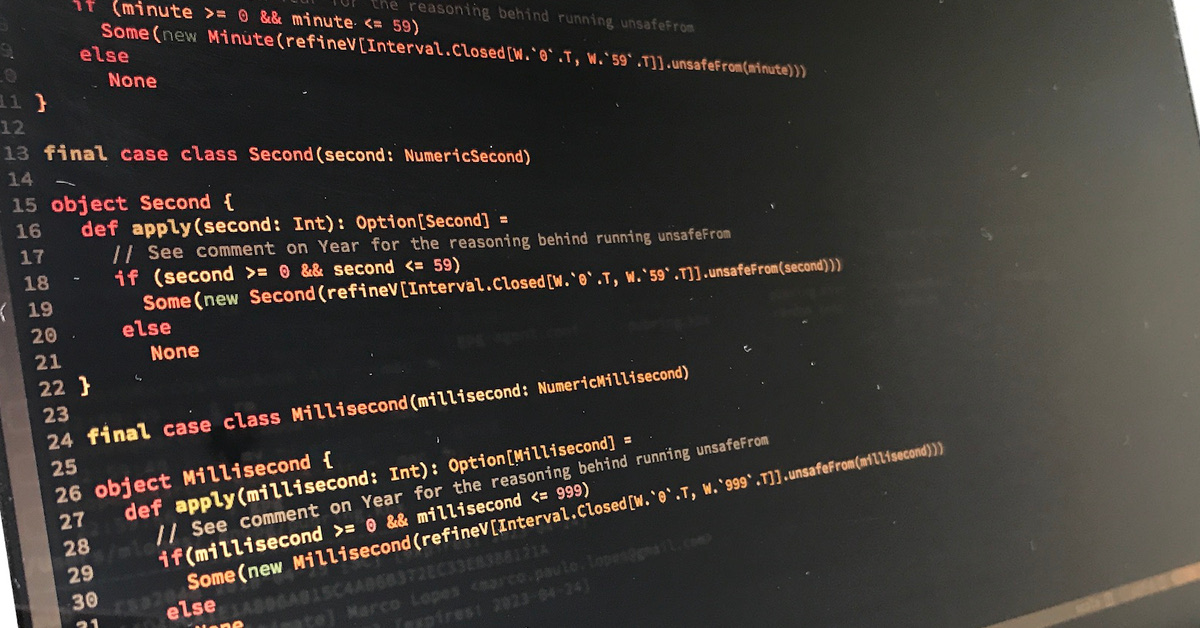 for the reasoning behind running unsafeFrom
if (minute >= 0 && minute <= 59)
9 Some(new Minute(refineV[Interval.Closed[W.`0`.T, W.`59`.T]].unsafeFrom(minute)))
else
10 None
11 }
12
13 final case class Second(second: NumericSecond)
14
15 object Second {
16 def apply(second: Int): Option[Second] =
17 // See comment on Year for the reasoning behind running unsafeFrom
18 if (second >= 0 && second <= 59)
19 Some(new Second(refineV[Interval.Closed[W.`0`.T, W.`59`.T]].unsafeFrom(second)))
20 else
21 None
22 }
23
24 final case class Millisecond(millisecond: NumericMillisecond)
25
26 object Millisecond {
27 def apply(millisecond: Int): Option[Millisecond] =
28 // See comment on Year for the reasoning behind running unsafeFrom
29 if(millisecond >= 0 && millisecond <= 999)
30 Some(new Millisecond(refineV[Interval.Closed[W.`0`.T, W.`999`.T]].unsafeFrom(millisecond)))
31 else
None
Marco Lopes <marco.paulo.lopes@gmail.com>
[expires: 2023-04-24]